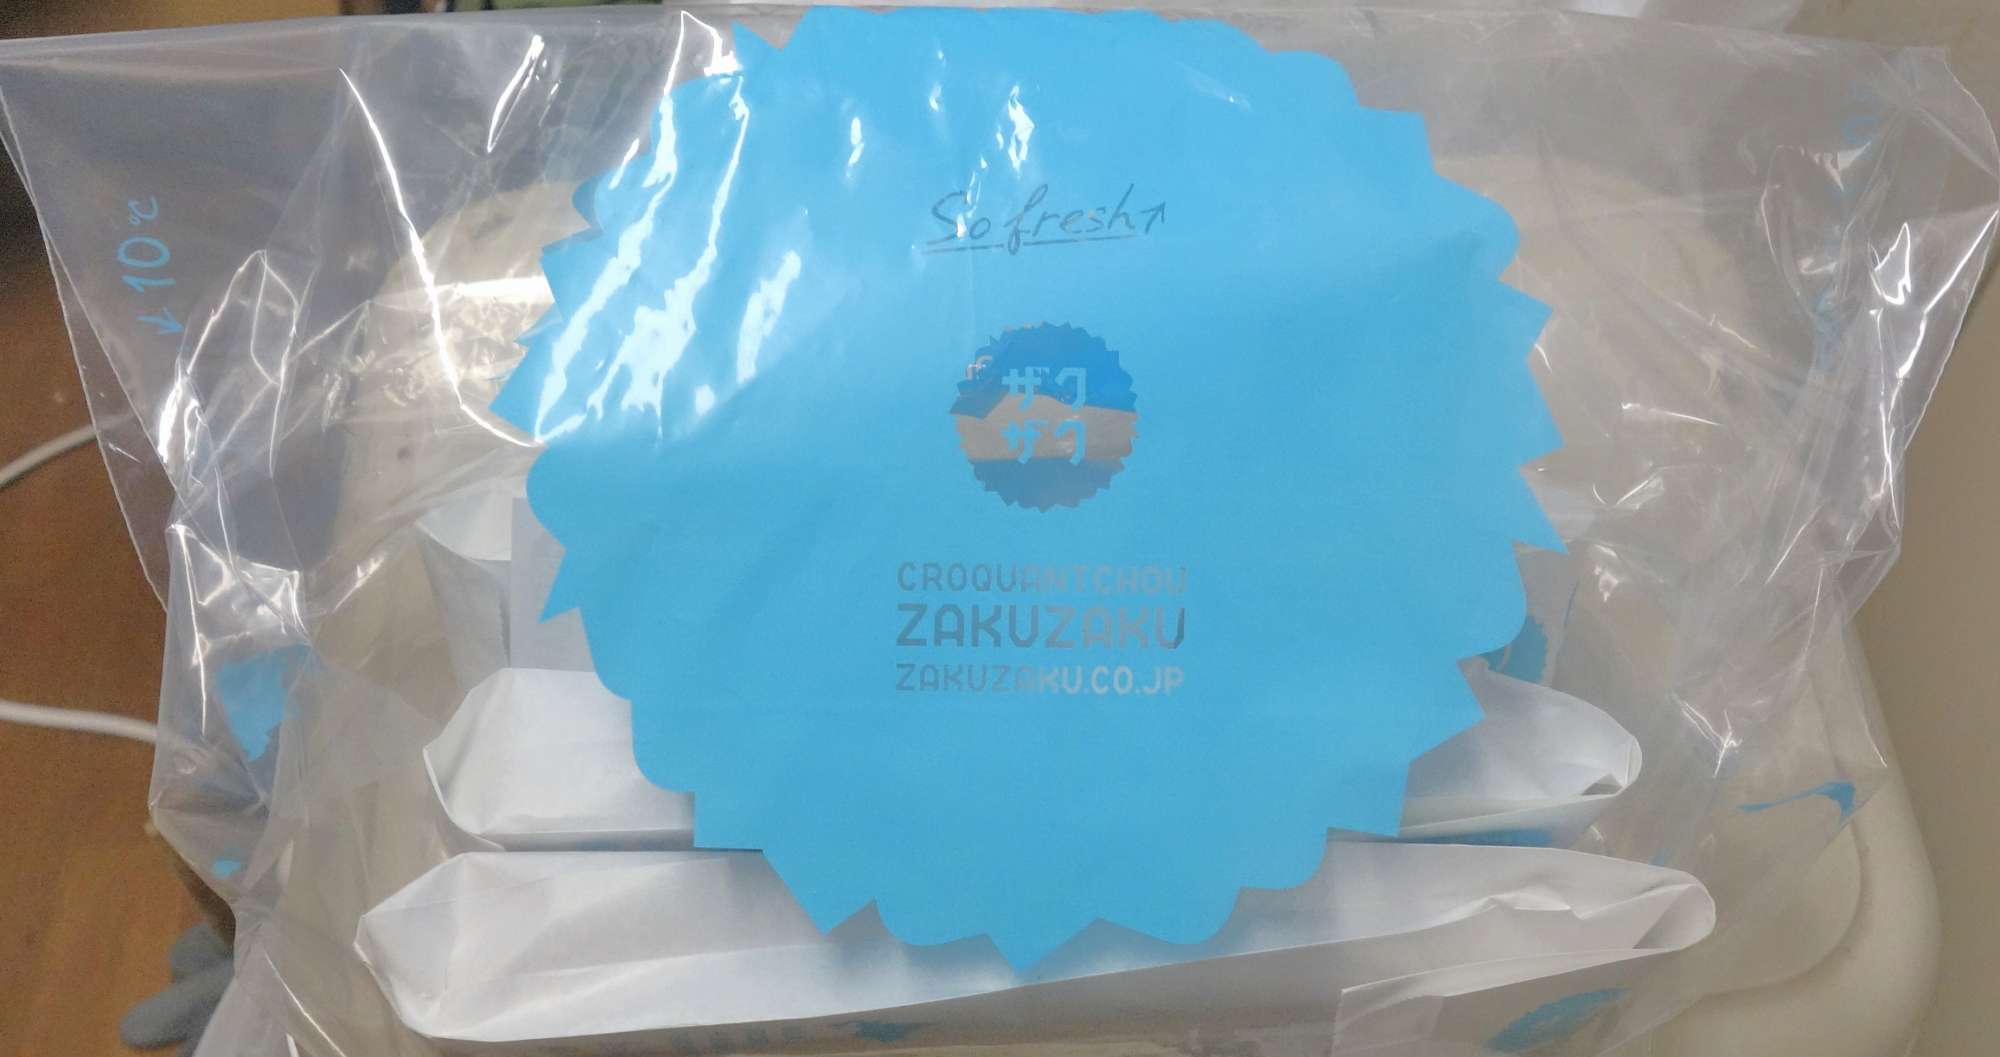 So fresh↗
ザク
ザク
CROQUANTCHOU
ZAKUZAKU
ZAKUZAKU.CO.JP
↙10℃